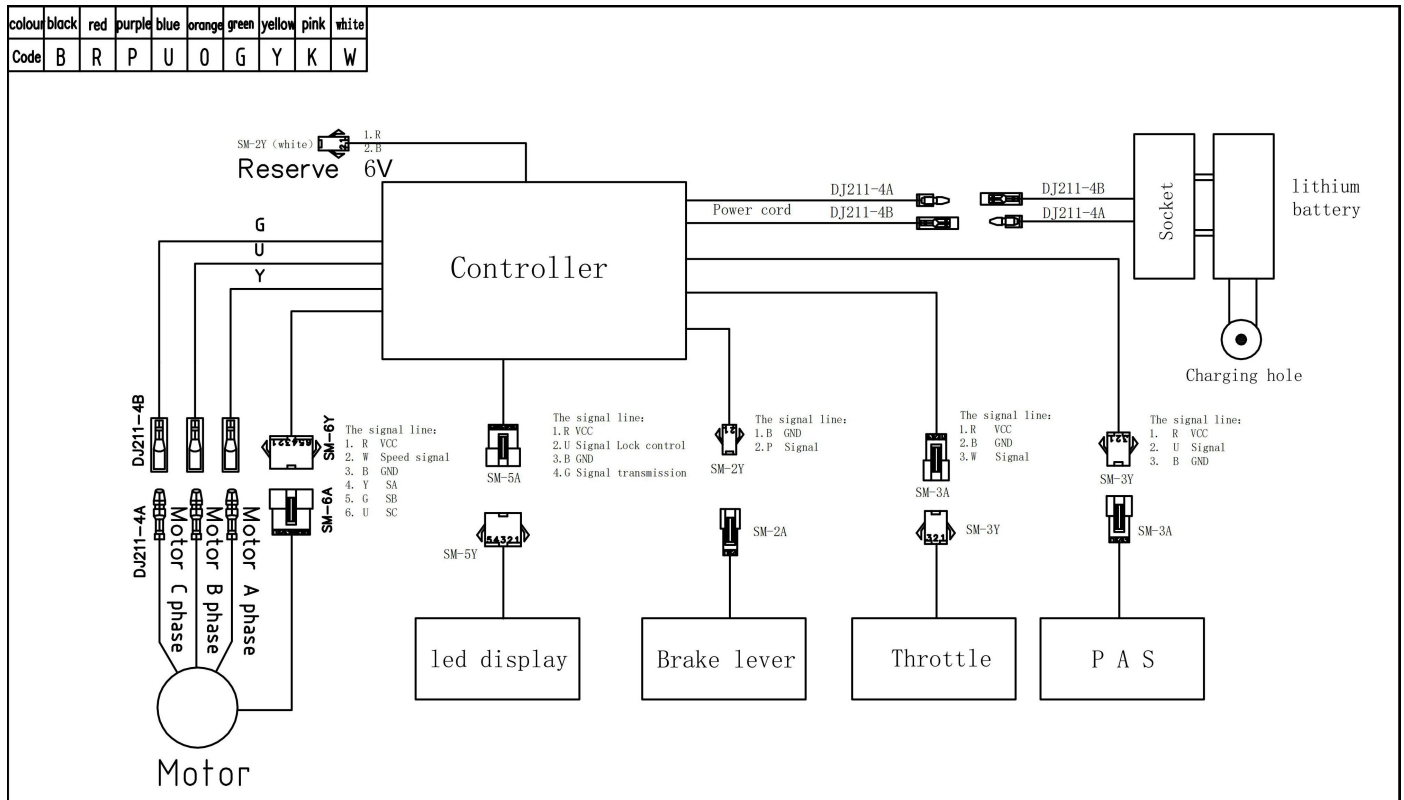 colour black red purple blue orange green yellow pink white
Code B R P U O G Y K W
SM-2Y (white)
21
1.R
2.B
Reserve 6V
G
U
Y
Controller
DJ211-4A
Power cord
DJ211-4B
DJ211-4B
DJ211-4A
Socket
lithium
battery
Charging hole
DJ211-4B
DJ211-4A
654321
SM-6Y
SM-6A
The signal line:
1. R VCC
2. W Speed signal
3. B GND
4. Y SA
5. G SB
6. U SC
SM-5A
The signal line:
1.R VCC
2.U Signal Lock control
3.B GND
4.G Signal transmission
54321
SM-5Y
21
SM-2Y
The signal line:
1.B GND
2.P Signal
SM-2A
SM-3A
The signal line:
1.R VCC
2.B GND
3.W Signal
321
SM-3Y
321
SM-3Y
The signal line:
1. R VCC
2. U Signal
3. B GND
SM-3A
Motor C phase
Motor B phase
Motor A phase
Motor
led display
Brake lever
Throttle
P A S